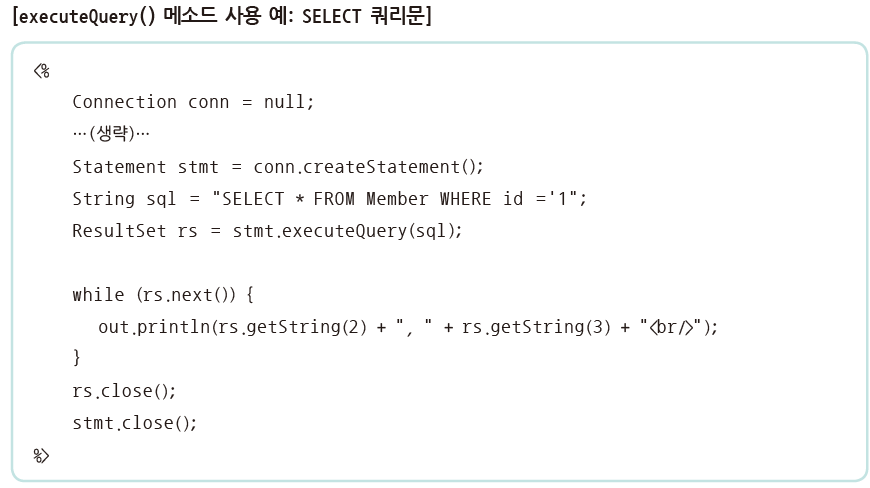 [executeQuery() 메소드 사용 예: SELECT 쿼리문]
<%
Connection conn = null;
…(생략)…
Statement stmt = conn.createStatement();
String sql = "SELECT * FROM Member WHERE id ='1";
ResultSet rs = stmt.executeQuery(sql);
while (rs.next()) {
out.println(rs.getString(2) + ", " + rs.getString(3) + "<br/>");
}
rs.close();
stmt.close();
%>